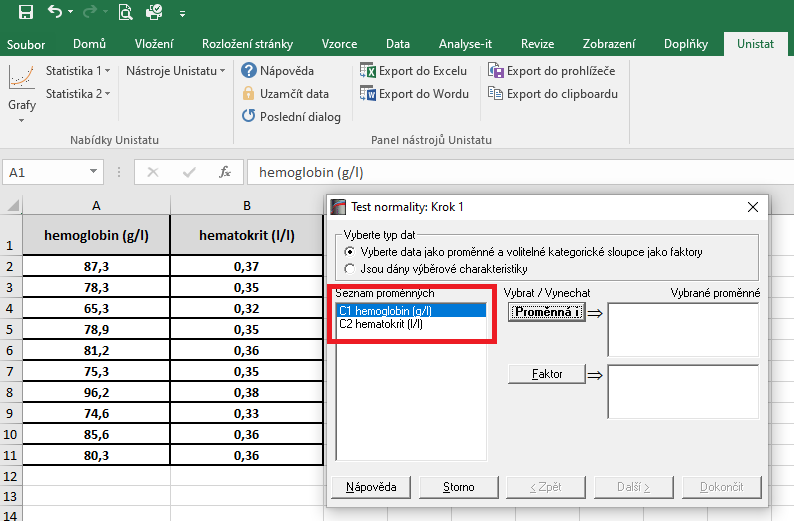 Soubor Domů Vložení Rozložení stránky Vzorce Data Analyse-it Revize Zobrazení Doplňky Unistat
Grafy
Statistika 1
Statistika 2
Nástroje Unistatu
Nabídky Unistatu
Nápověda
Uzamčít data
Poslední dialog
Export do Excelu
Export do Wordu
Export do prohlížeče
Export do clipboardu
Panel nástrojů Unistatu
A1 fx hemoglobin (g/l)
A B
1 hemoglobin (g/l) hematokrit (l/l)
2 87,3 0,37
3 78,3 0,35
4 65,3 0,32
5 78,9 0,35
6 81,2 0,36
7 75,3 0,35
8 96,2 0,38
9 74,6 0,33
10 85,6 0,36
11 80,3 0,36
12
13
14
Test normality: Krok 1
Vyberte typ dat
Vyberte data jako proměnné a volitelné kategorické sloupce jako faktory
Jsou dány výběrové charakteristiky
Seznam proměnných
C1 hemoglobin (g/l)
C2 hematokrit (l/l)
Vybrat / Vynechat
Proměnná i
Faktor
Vybrané proměnné
Nápověda Storno < Zpět Další > Dokončit